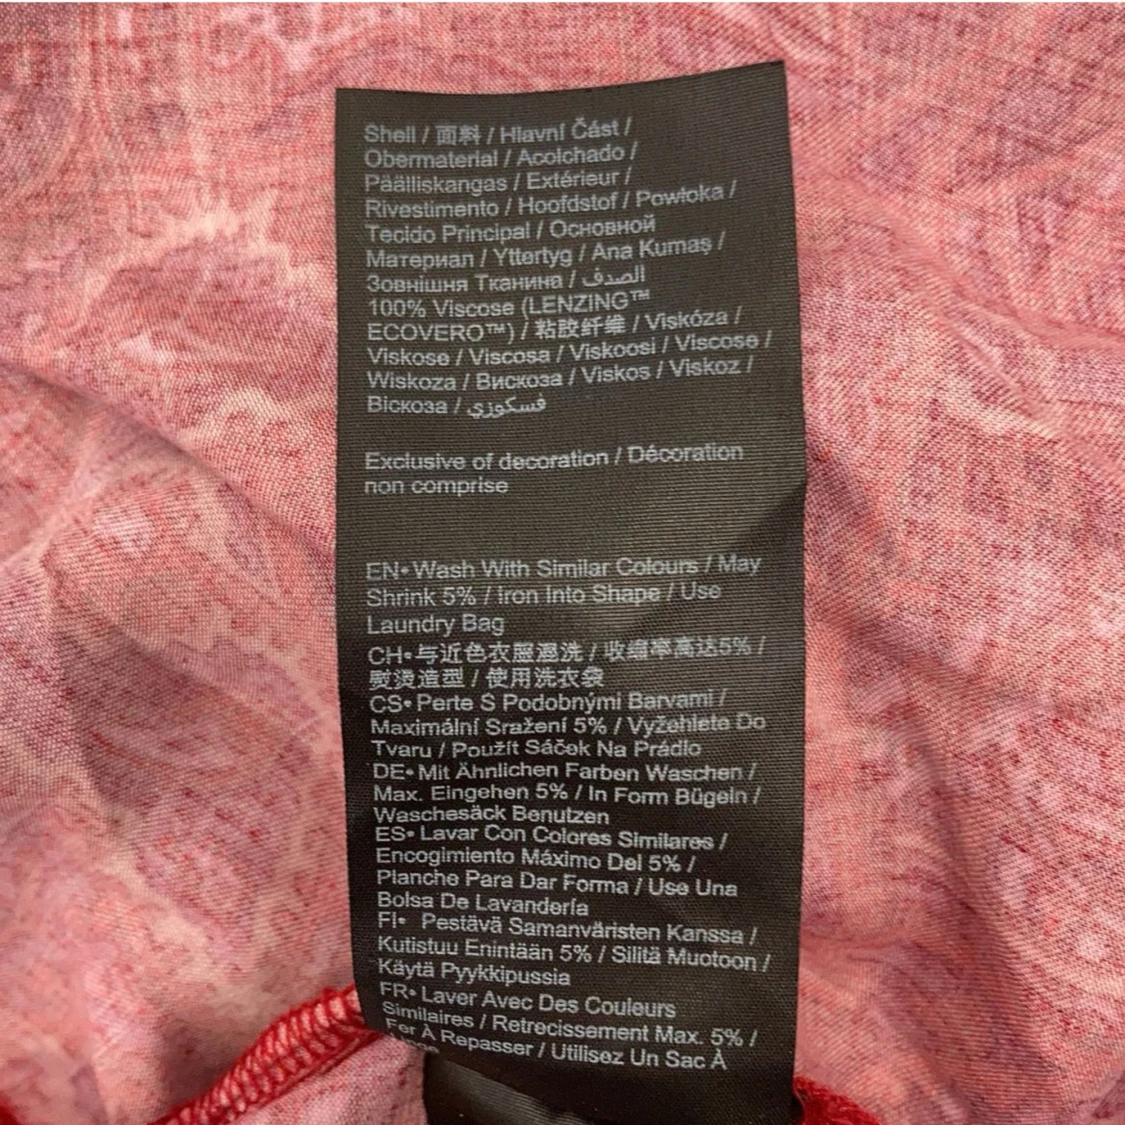 Shell / 面料 / Hlavní Část /
Obermaterial / Acolchado /
Päälliskangas / Extérieur /
Rivestimento / Hoofdstof / Powłoka /
Tecido Principal / Основной
Материал / Yttertyg / Ana Kumaş /
Зовнішня Тканина / الصدف
100% Viscose (LENZING™
ECOVERO™) / 粘胶纤维 / Viskóza /
Viskose / Viscosa / Viskoosi / Viscose /
Wiskoza / Вискоза / Viskos / Viskoz /
Віскоза / فسكوزي
Exclusive of decoration / Décoration
non comprise
EN• Wash With Similar Colours / May
Shrink 5% / Iron Into Shape / Use
Laundry Bag
CH• 与近色衣服混洗 / 收缩率高达5% /
熨烫造型 / 使用洗衣袋
CS• Perte S Podobnými Barvami /
Maximální Sražení 5% / Vyžehlete Do
Tvaru / Použít Sáček Na Prádlo
DE• Mit Ähnlichen Farben Waschen /
Max. Eingehen 5% / In Form Bügeln /
Waschesäck Benutzen
ES• Lavar Con Colores Similares /
Encogimiento Máximo Del 5% /
Planche Para Dar Forma / Use Una
Bolsa De Lavandería
FI• Pestävä Samanväristen Kanssa /
Kutistuu Enintään 5% / Silitä Muotoon /
Käytä Pyykkipussia
FR• Laver Avec Des Couleurs
Similaires / Retrecissement Max. 5% /
Fer À Repasser / Utilisez Un Sac À